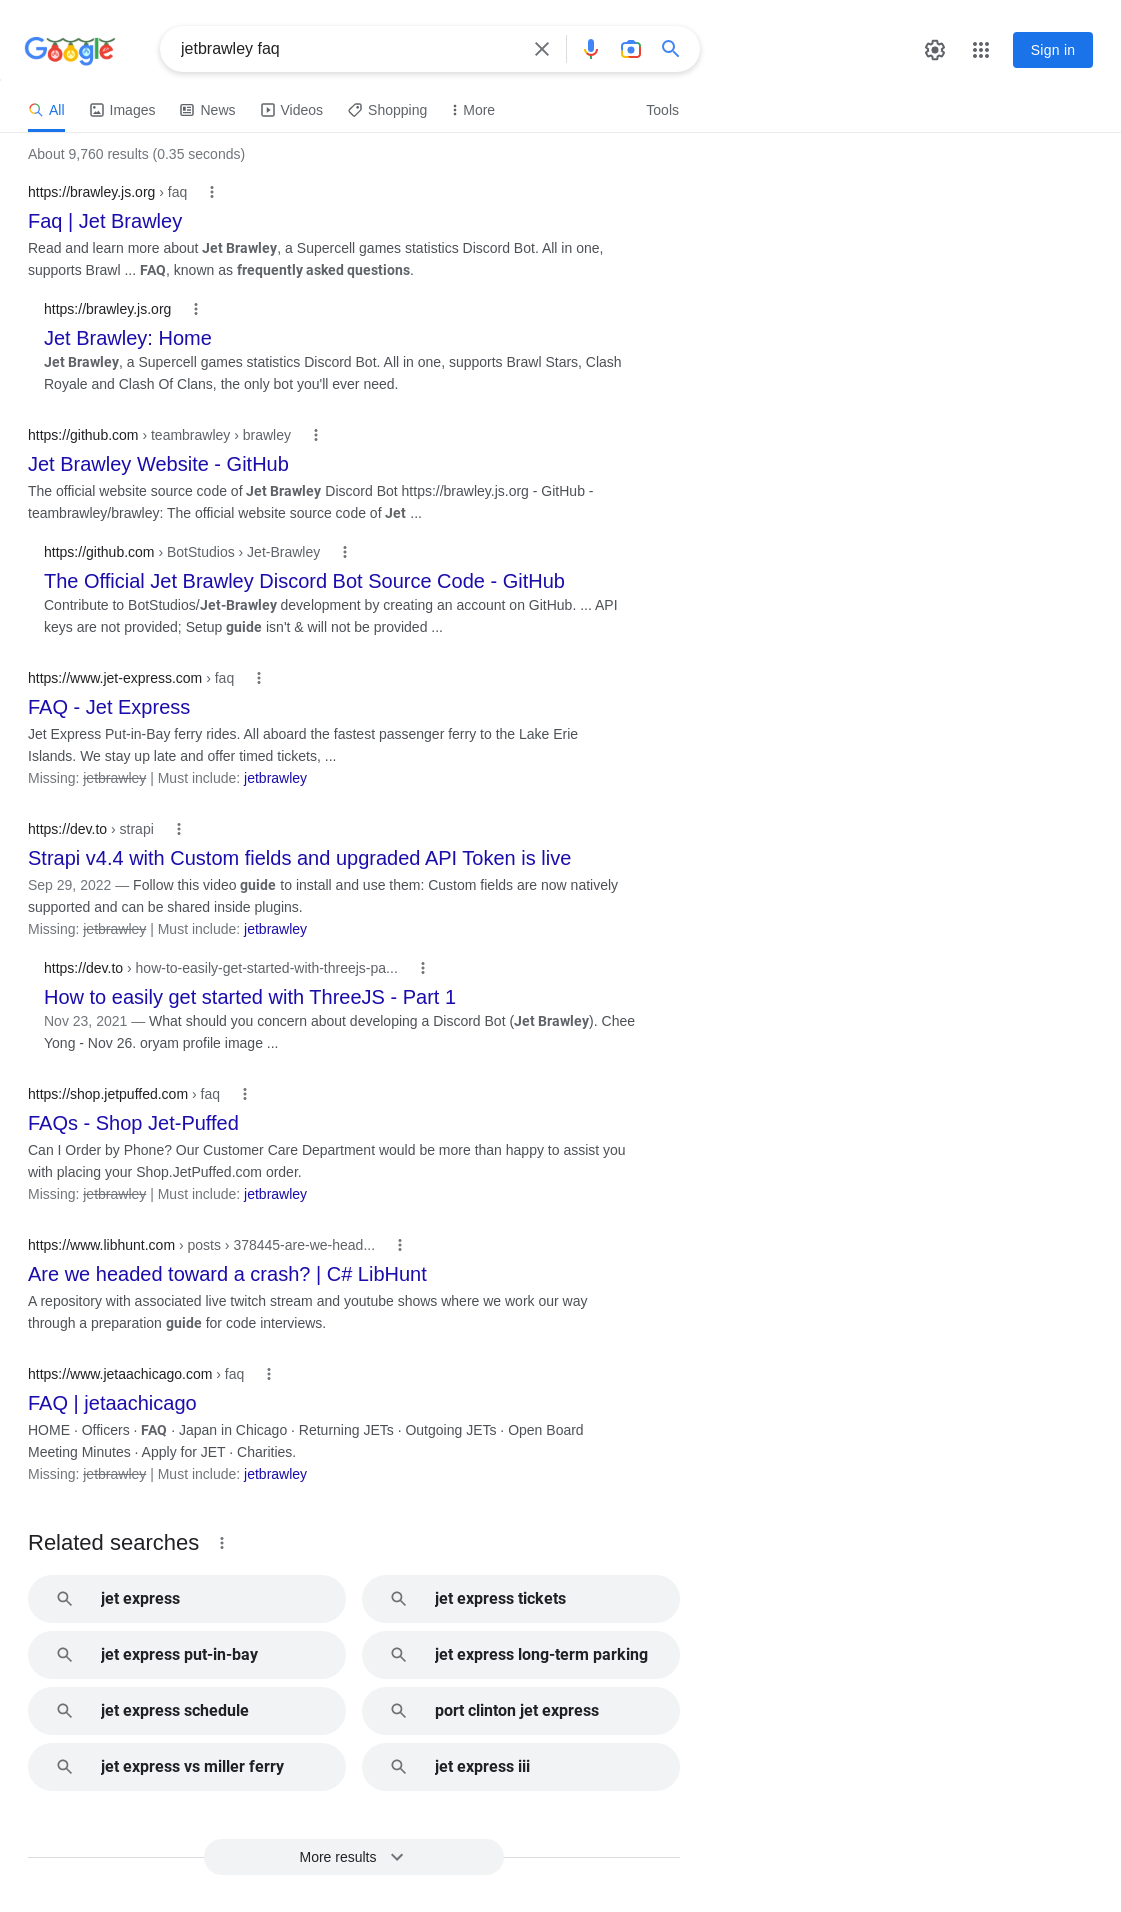 Google
jetbrawley faq
Sign in
All Images News Videos Shopping More Tools
About 9,760 results (0.35 seconds)
https://brawley.js.org › faq
Faq | Jet Brawley
Read and learn more about Jet Brawley, a Supercell games statistics Discord Bot. All in one,
supports Brawl ... FAQ, known as frequently asked questions.
https://brawley.js.org
Jet Brawley: Home
Jet Brawley, a Supercell games statistics Discord Bot. All in one, supports Brawl Stars, Clash
Royale and Clash Of Clans, the only bot you'll ever need.
https://github.com › teambrawley › brawley
Jet Brawley Website - GitHub
The official website source code of Jet Brawley Discord Bot https://brawley.js.org - GitHub -
teambrawley/brawley: The official website source code of Jet ...
https://github.com › BotStudios › Jet-Brawley
The Official Jet Brawley Discord Bot Source Code - GitHub
Contribute to BotStudios/Jet-Brawley development by creating an account on GitHub. ... API
keys are not provided; Setup guide isn't & will not be provided ...
https://www.jet-express.com › faq
FAQ - Jet Express
Jet Express Put-in-Bay ferry rides. All aboard the fastest passenger ferry to the Lake Erie
Islands. We stay up late and offer timed tickets, ...
Missing: jetbrawley | Must include: jetbrawley
https://dev.to › strapi
Strapi v4.4 with Custom fields and upgraded API Token is live
Sep 29, 2022 — Follow this video guide to install and use them: Custom fields are now natively
supported and can be shared inside plugins.
Missing: jetbrawley | Must include: jetbrawley
https://dev.to › how-to-easily-get-started-with-threejs-pa...
How to easily get started with ThreeJS - Part 1
Nov 23, 2021 — What should you concern about developing a Discord Bot (Jet Brawley). Chee
Yong - Nov 26. oryam profile image ...
https://shop.jetpuffed.com › faq
FAQs - Shop Jet-Puffed
Can I Order by Phone? Our Customer Care Department would be more than happy to assist you
with placing your Shop.JetPuffed.com order.
Missing: jetbrawley | Must include: jetbrawley
https://www.libhunt.com › posts › 378445-are-we-head...
Are we headed toward a crash? | C# LibHunt
A repository with associated live twitch stream and youtube shows where we work our way
through a preparation guide for code interviews.
https://www.jetaachicago.com › faq
FAQ | jetaachicago
HOME · Officers · FAQ · Japan in Chicago · Returning JETs · Outgoing JETs · Open Board
Meeting Minutes · Apply for JET · Charities.
Missing: jetbrawley | Must include: jetbrawley
Related searches
jet express
jet express tickets
jet express put-in-bay
jet express long-term parking
jet express schedule
port clinton jet express
jet express vs miller ferry
jet express iii
More results